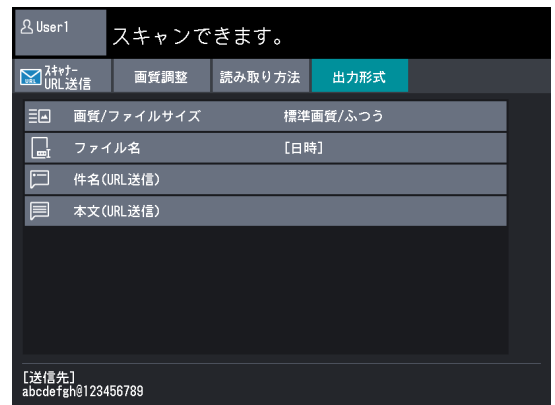 User1
スキャンできます。
ｽｷｬﾅｰ
URL送信
画質調整
読み取り方法
出力形式
画質/ファイルサイズ 標準画質/ふつう
ファイル名 [日時]
件名(URL送信)
本文(URL送信)
[送信先]
abcdefgh@123456789